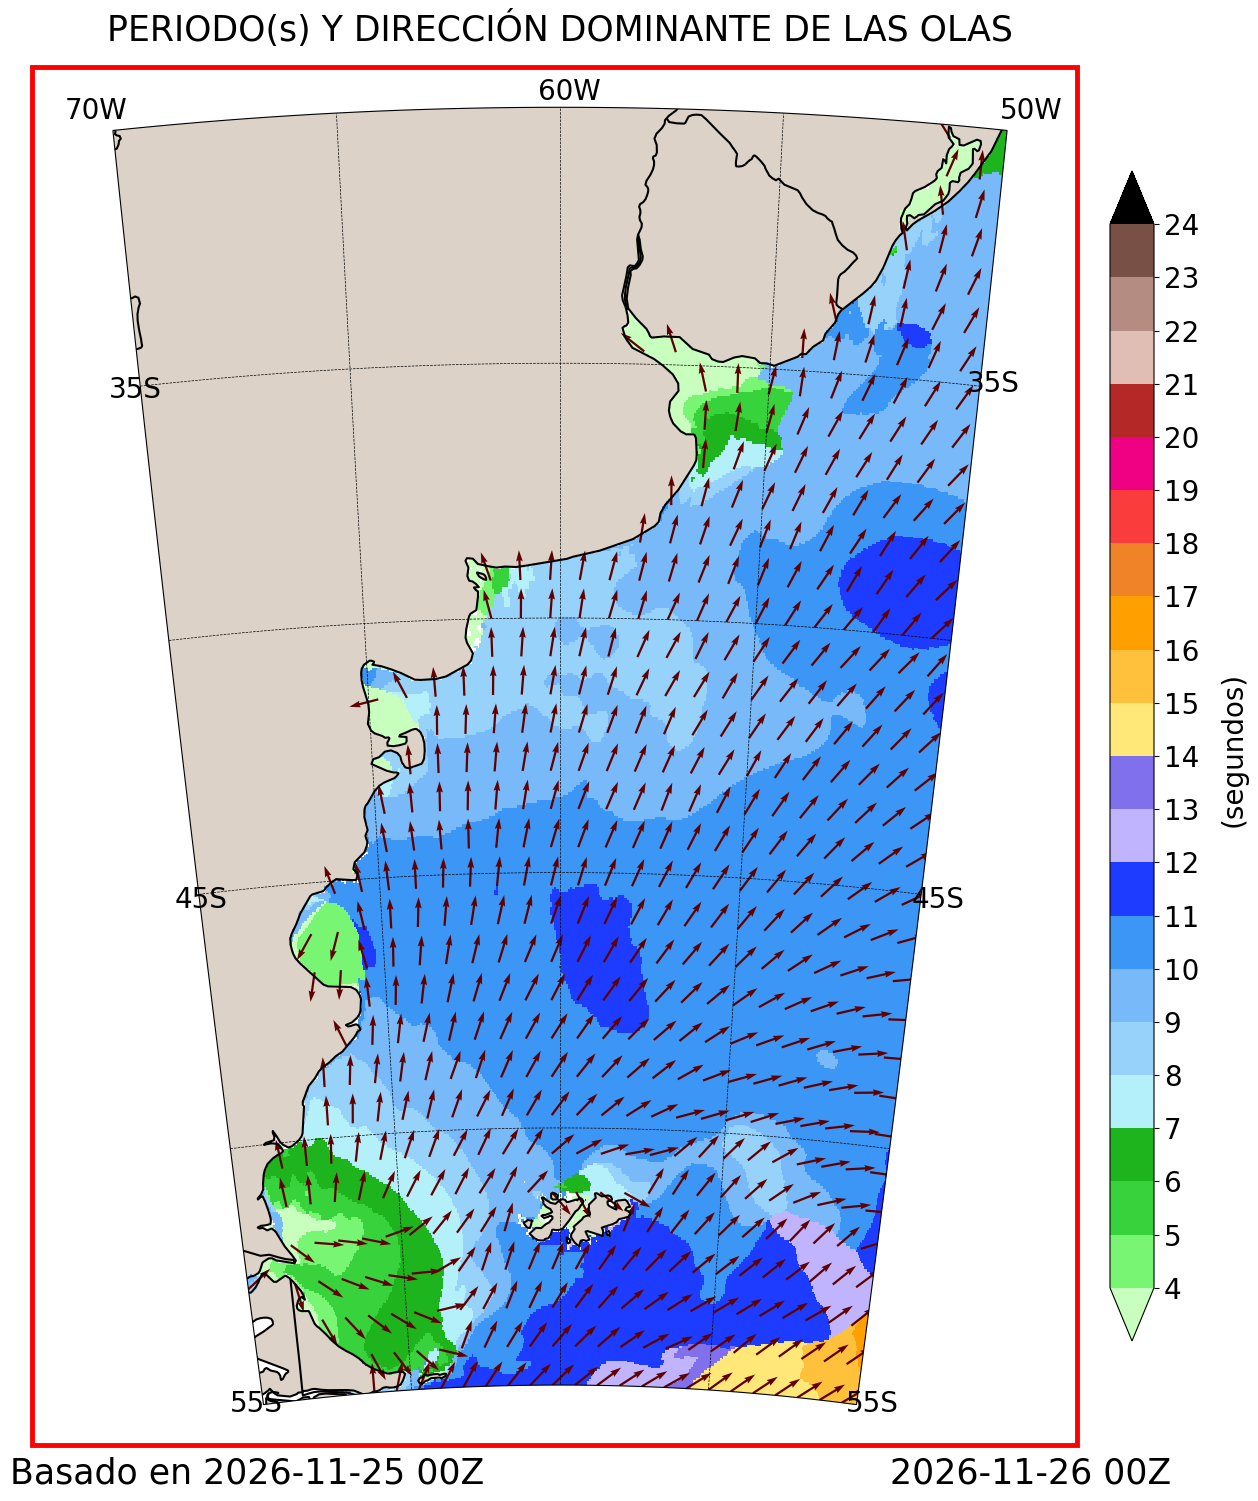 PERIODO(s) Y DIRECCIÓN DOMINANTE DE LAS OLAS
70W
60W
50W
35S
35S
45S
45S
55S
55S
24
23
22
21
20
19
18
17
16
15
14
13
12
11
10
9
8
7
6
5
4
(segundos)
Basado en 2026-11-25 00Z
2026-11-26 00Z